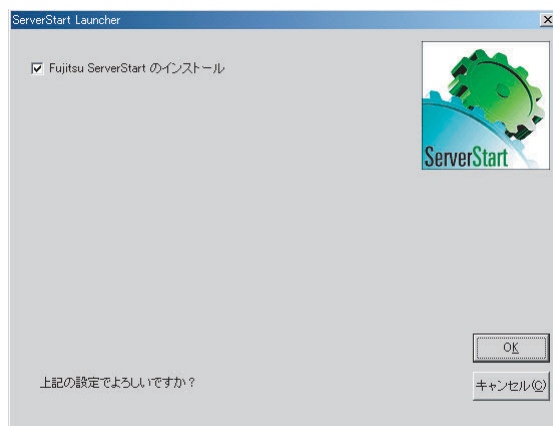 ServerStart Launcher
Fujitsu ServerStart のインストール
ServerStart
OK
上記の設定でよろしいですか？
キャンセル(C)